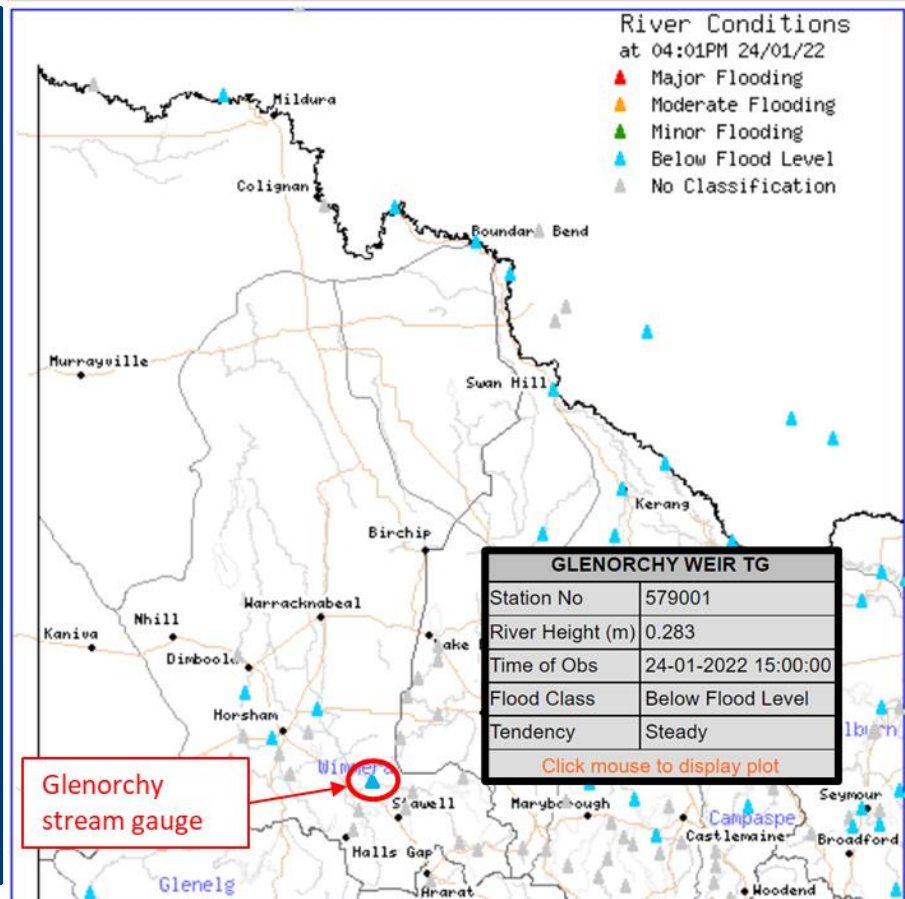 River Conditions
at 04:01PM 24/01/22
Major Flooding
Moderate Flooding
Minor Flooding
Below Flood Level
No Classification
Mildura
Colignan
Boundar Bend
Murrayville
Swan Hill
Kerang
Birchip
GLENORCHY WEIR TG
Station No 579001
River Height (m) 0.283
Time of Obs 24-01-2022 15:00:00
Flood Class Below Flood Level
Tendency Steady
Click mouse to display plot
Warracknabeal
Nhill
Kaniva
Dimboola
Horsham
Wimmera
Glenorchy
stream gauge
Stawell
Maryborough
Seymour
Campaspe
Castlemaine
Broadford
Halls Gap
Glenelg
Ararat
Woodend